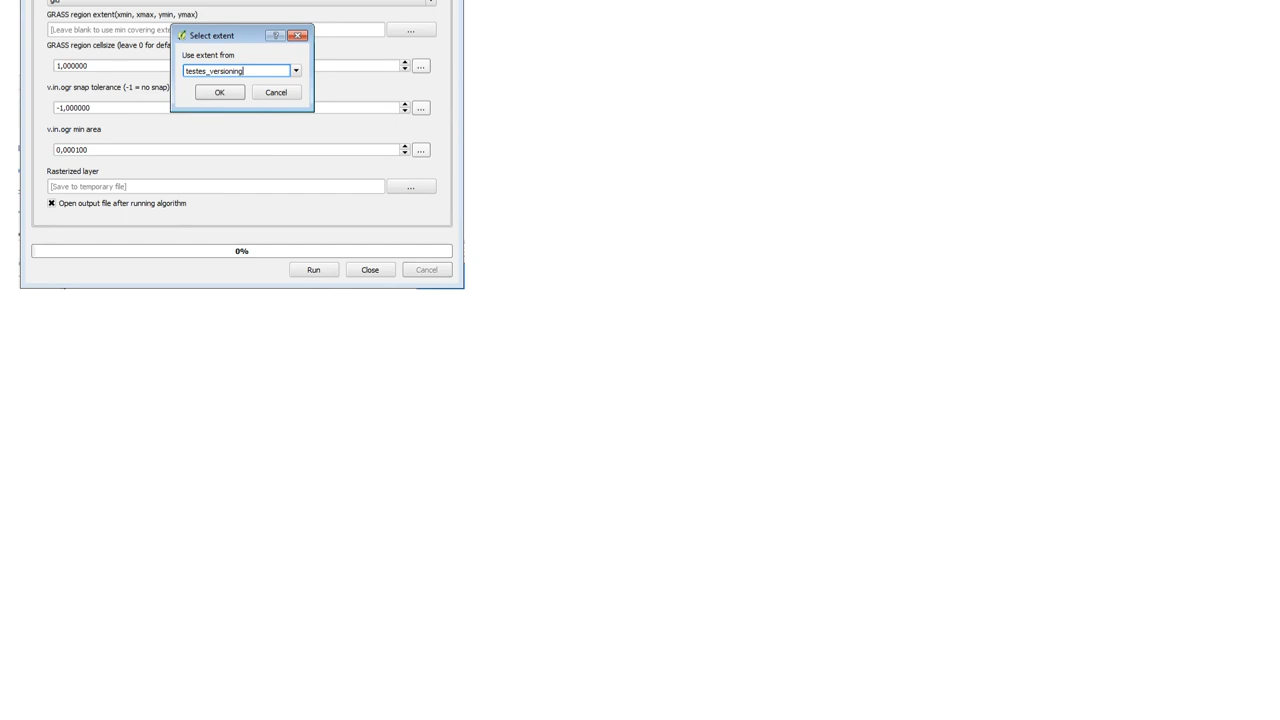 GRASS region extent(xmin, xmax, ymin, ymax)
[Leave blank to use min covering exte
...
Select extent
?
Use extent from
testes_versioning
OK
Cancel
GRASS region cellsize (leave 0 for defa
1,000000
...
v.in.ogr snap tolerance (-1 = no snap)
-1,000000
...
v.in.ogr min area
0,000100
...
Rasterized layer
[Save to temporary file]
...
Open output file after running algorithm
0%
Run
Close
Cancel